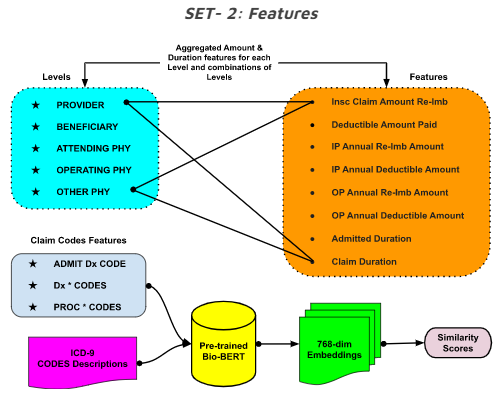 SET- 2: Features
Aggregated Amount &
Duration features for each
Level and combinations of
Levels
Levels
Features
PROVIDER
BENEFICIARY
ATTENDING PHY
OPERATING PHY
OTHER PHY
Insc Claim Amount Re-Imb
Deductible Amount Paid
IP Annual Re-Imb Amount
IP Annual Deductible Amount
OP Annual Re-Imb Amount
OP Annual Deductible Amount
Admitted Duration
Claim Duration
Claim Codes Features
ADMIT Dx CODE
Dx * CODES
PROC * CODES
ICD-9
CODES Descriptions
Pre-trained
Bio-BERT
768-dim
Embeddings
Similarity
Scores